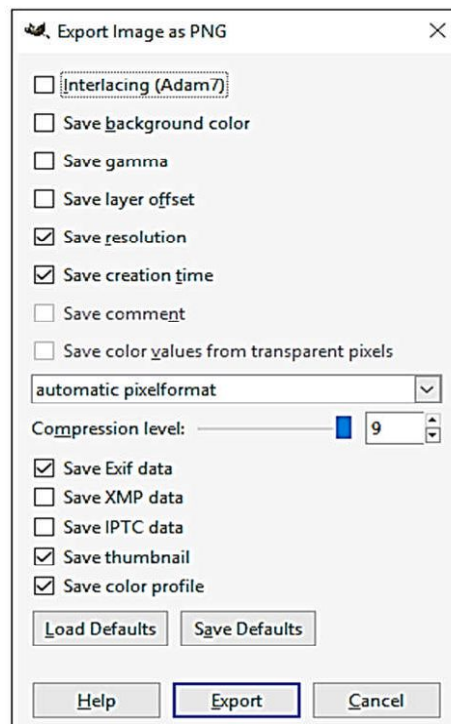 Export Image as PNG
Interlacing (Adam7)
Save background color
Save gamma
Save layer offset
Save resolution
Save creation time
Save comment
Save color values from transparent pixels
automatic pixelformat
Compression level: 9
Save Exif data
Save XMP data
Save IPTC data
Save thumbnail
Save color profile
Load Defaults Save Defaults
Help Export Cancel